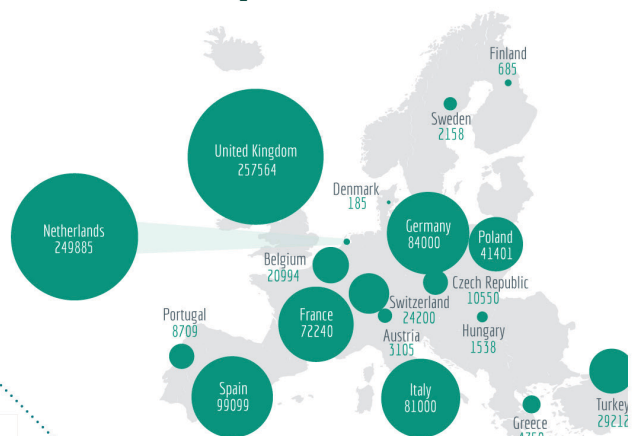 Finland
685
Sweden
2158
United Kingdom
257564
Denmark
185
Netherlands
249885
Germany
84000
Poland
41401
Belgium
20994
Czech Republic
10550
Switzerland
24200
Portugal
8709
France
72240
Austria
3105
Hungary
1538
Spain
99099
Italy
81000
Turkey
29212
Greece